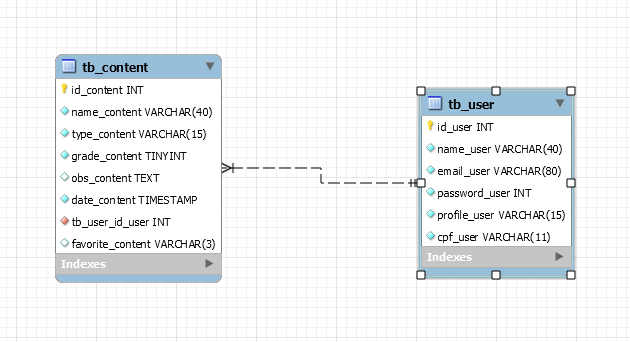 tb_content
id_content INT
name_content VARCHAR(40)
type_content VARCHAR(15)
grade_content TINYINT
obs_content TEXT
date_content TIMESTAMP
tb_user_id_user INT
favorite_content VARCHAR(3)
Indexes
tb_user
id_user INT
name_user VARCHAR(40)
email_user VARCHAR(80)
password_user INT
profile_user VARCHAR(15)
cpf_user VARCHAR(11)
Indexes